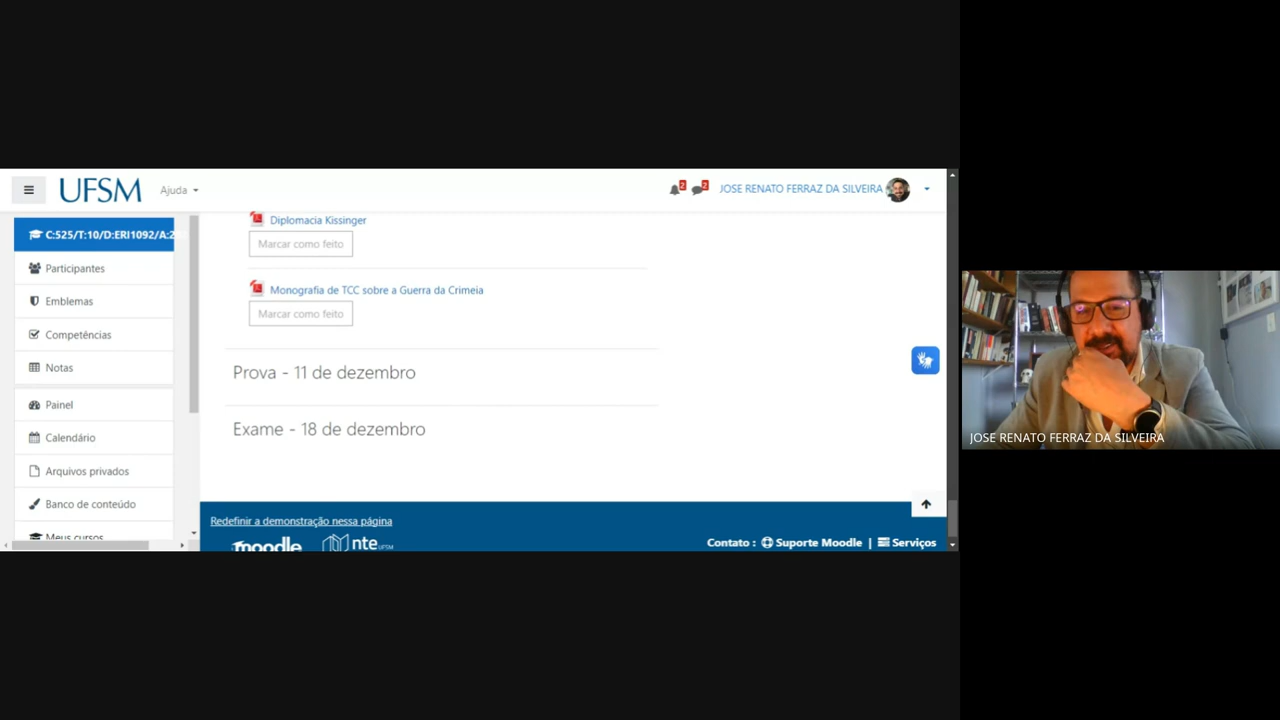 UFSM
Ajuda
2
2
JOSE RENATO FERRAZ DA SILVEIRA
C:525/T:10/D:ERI1092/A:2
Participantes
Emblemas
Competências
Notas
Painel
Calendário
Arquivos privados
Banco de conteúdo
Meus cursos
Diplomacia Kissinger
Marcar como feito
Monografia de TCC sobre a Guerra da Crimeia
Marcar como feito
Prova - 11 de dezembro
Exame - 18 de dezembro
Redefinir a demonstração nessa página
moodle
nte UFSM
Contato : Suporte Moodle | Serviços
JOSE RENATO FERRAZ DA SILVEIRA